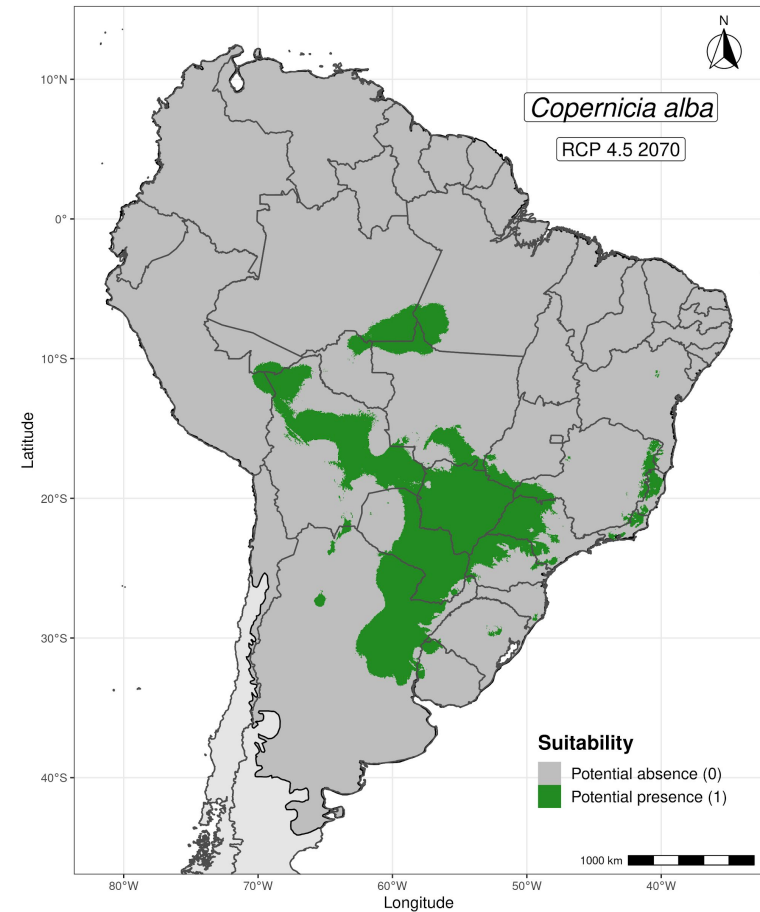 N
Copernicia alba
RCP 4.5 2070
10°N
0°
10°S
20°S
30°S
40°S
Latitude
Suitability
Potential absence (0)
Potential presence (1)
1000 km
80°W 70°W 60°W 50°W 40°W
Longitude